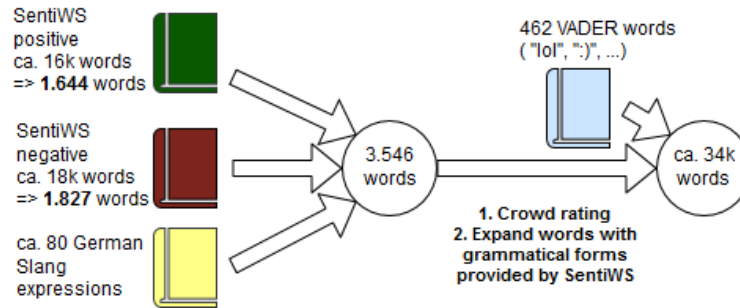 SentiWS
positive
ca. 16k words
=> 1.644 words
SentiWS
negative
ca. 18k words
=> 1.827 words
ca. 80 German
Slang
expressions
3.546
words
462 VADER words
( "lol", ":)", ...)
1. Crowd rating
2. Expand words with
grammatical forms
provided by SentiWS
ca. 34k
words